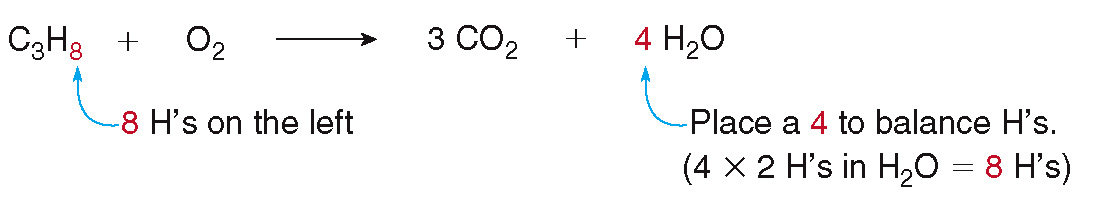 C₃H₈ + O₂ ⟶ 3 CO₂ + 4 H₂O
8 H's on the left
Place a 4 to balance H's.
(4 × 2 H's in H₂O = 8 H's)